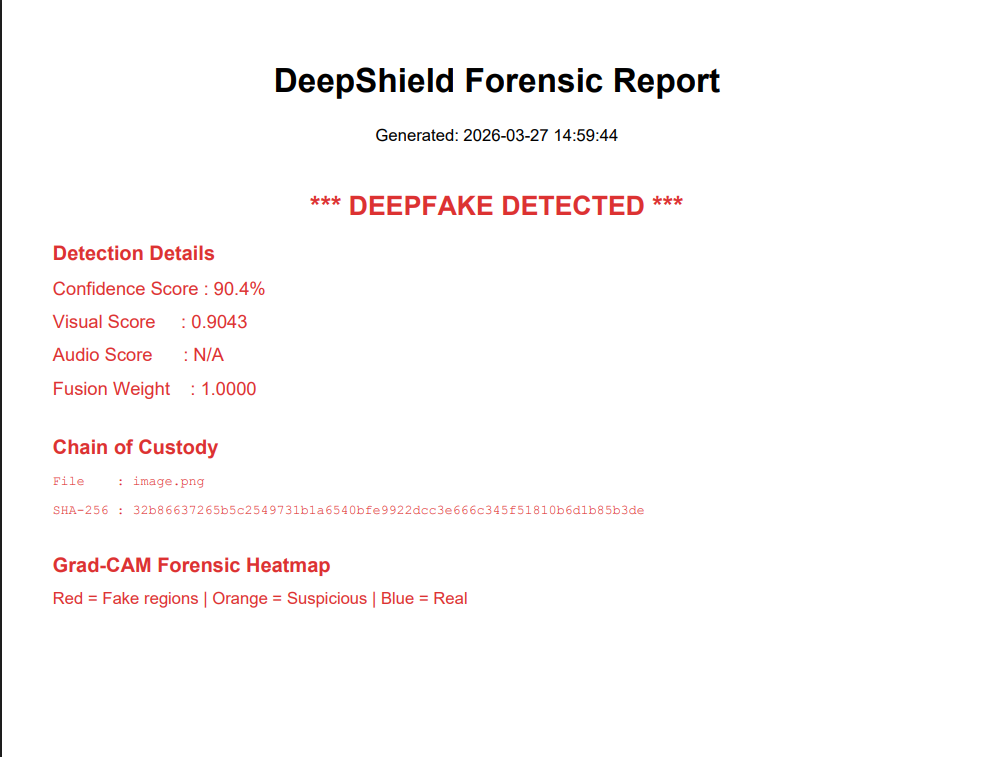 DeepShield Forensic Report
Generated: 2026-03-27 14:59:44
*** DEEPFAKE DETECTED ***
Detection Details
Confidence Score : 90.4%
Visual Score : 0.9043
Audio Score : N/A
Fusion Weight : 1.0000
Chain of Custody
File : image.png
SHA-256 : 32b86637265b5c2549731b1a6540bfe9922dcc3e666c345f51810b6d1b85b3de
Grad-CAM Forensic Heatmap
Red = Fake regions | Orange = Suspicious | Blue = Real